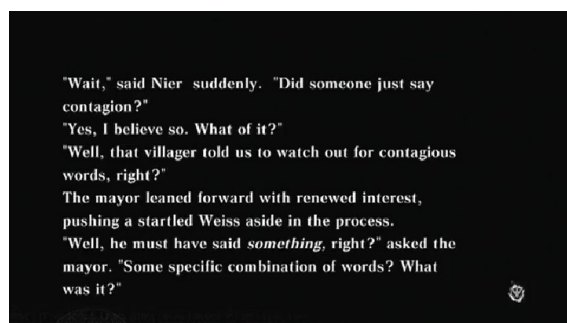 "Wait," said Nier suddenly. "Did someone just say
contagion?"
"Yes, I believe so. What of it?"
"Well, that villager told us to watch out for contagious
words, right?"
The mayor leaned forward with renewed interest,
pushing a startled Weiss aside in the process.
"Well, he must have said something, right?" asked the
mayor. "Some specific combination of words? What
was it?"